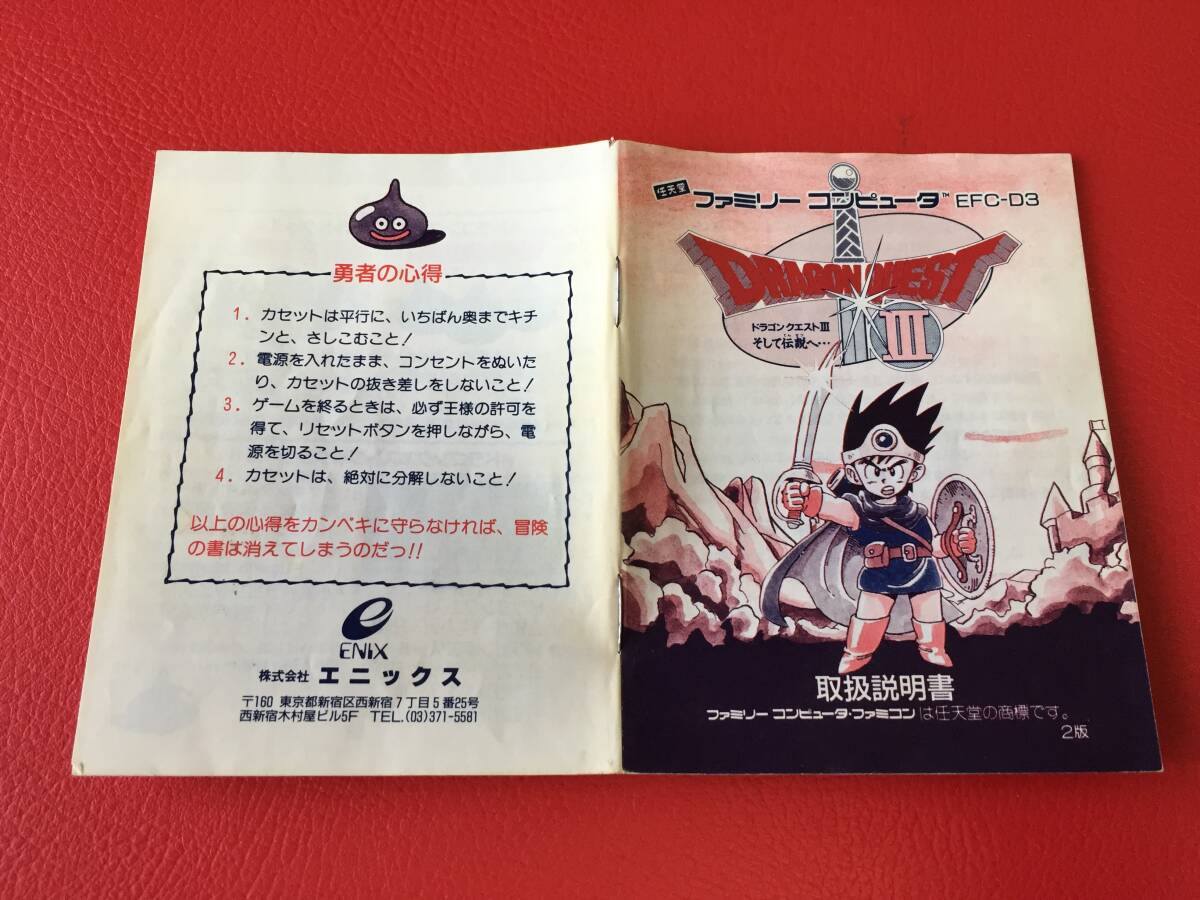 勇者の心得
1. カセットは平行に、いちばん奥までキチ
ンと、さしこむこと！
2. 電源を入れたまま、コンセントをぬいた
り、カセットの抜き差しをしないこと！
3. ゲームを終るときは、必ず王様の許可を
得て、リセットボタンを押しながら、電
源を切ること！
4. カセットは、絶対に分解しないこと！
以上の心得をカンペキに守らなければ、冒険
の書は消えてしまうのだっ!!
ENIX
株式会社 エニックス
〒160 東京都新宿区西新宿7丁目5番25号
西新宿木村屋ビル5F TEL.(03)371-5581
任天堂 ファミリー コンピュータ™ EFC-D3
DRAGON QUEST
III
ドラゴンクエストIII
そして伝説へ…
取扱説明書
ファミリー コンピュータ・ファミコンは任天堂の商標です。
2版